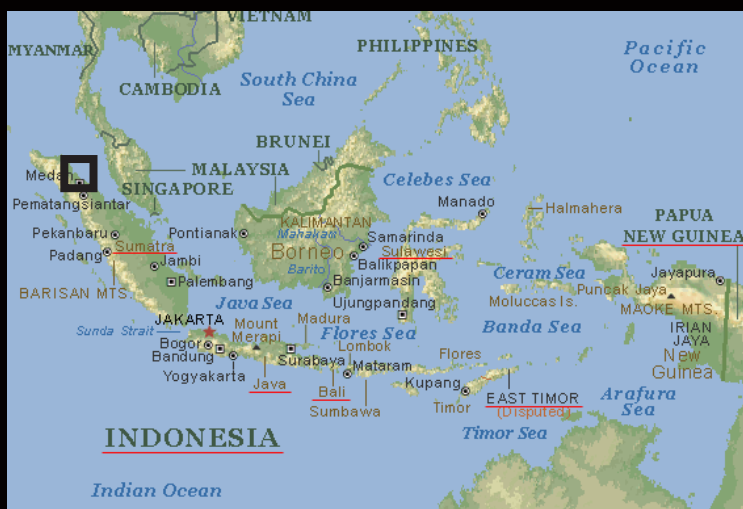 VIETNAM
MYANMAR
PHILIPPINES
Pacific
Ocean
CAMBODIA
South China
Sea
BRUNEI
MALAYSIA
Medan
Celebes Sea
SINGAPORE
Pematangsiantar
Manado
Halmahera
PAPUA
NEW GUINEA
KALIMANTAN
Pekanbaru
Pontianak
Mahakam
Samarinda
Sumatra
Borneo
Sulawesi
Padang
Balikpapan
Jambi
Barito
Ceram Sea
Jayapura
Palembang
Banjarmasin
Puncak Jaya
BARISAN MTS.
Java Sea
Ujungpandang
Moluccas Is.
MAOKE MTS.
JAKARTA
Madura
Sunda Strait
Mount
Merapi
Flores Sea
Banda Sea
IRIAN
JAYA
Bogor
Lombok
Bandung
Surabaya
Flores
New
Guinea
Yogyakarta
Mataram
Java
Bali
Kupang
EAST TIMOR
(Disputed)
Arafura
Sea
Sumbawa
Timor
INDONESIA
Timor Sea
Indian Ocean